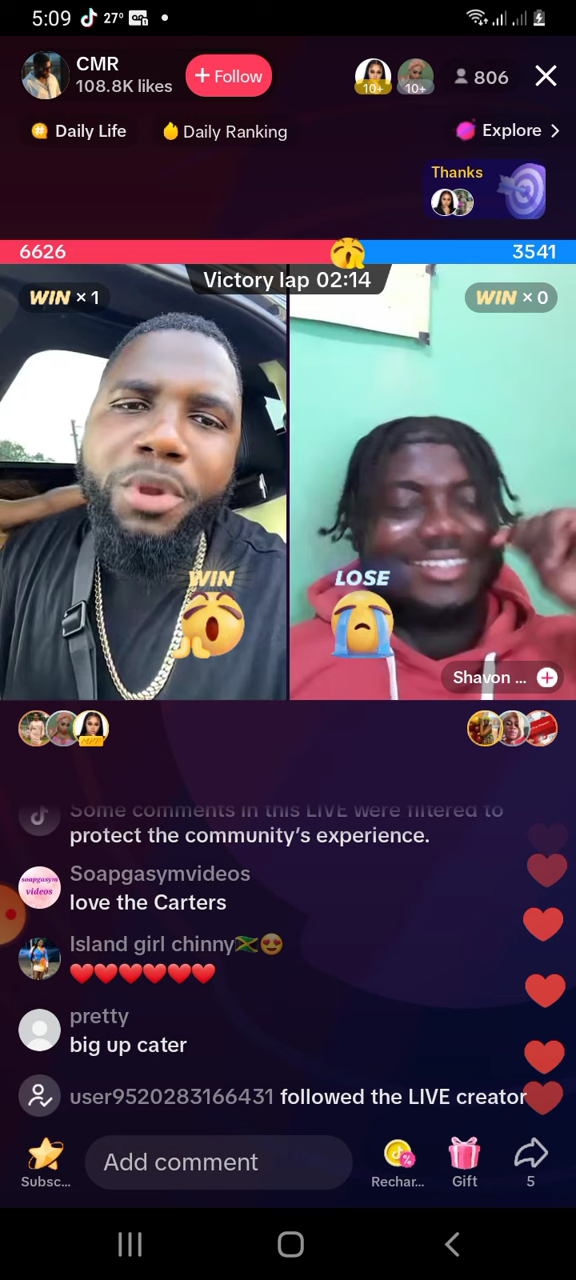 5:09 27°
CMR
108.8K likes
+ Follow
10+ 10+
806
Daily Life
Daily Ranking
Explore
Thanks
6626
3541
Victory lap 02:14
WIN × 1
WIN × 0
WIN
LOSE
Shavon ...
Some comments in this LIVE were filtered to
protect the community's experience.
soapgasym
videos
Soapgasymvideos
love the Carters
Island girl chinny
pretty
big up cater
user9520283166431 followed the LIVE creator
Add comment
Subsc...
Rechar...
Gift
5